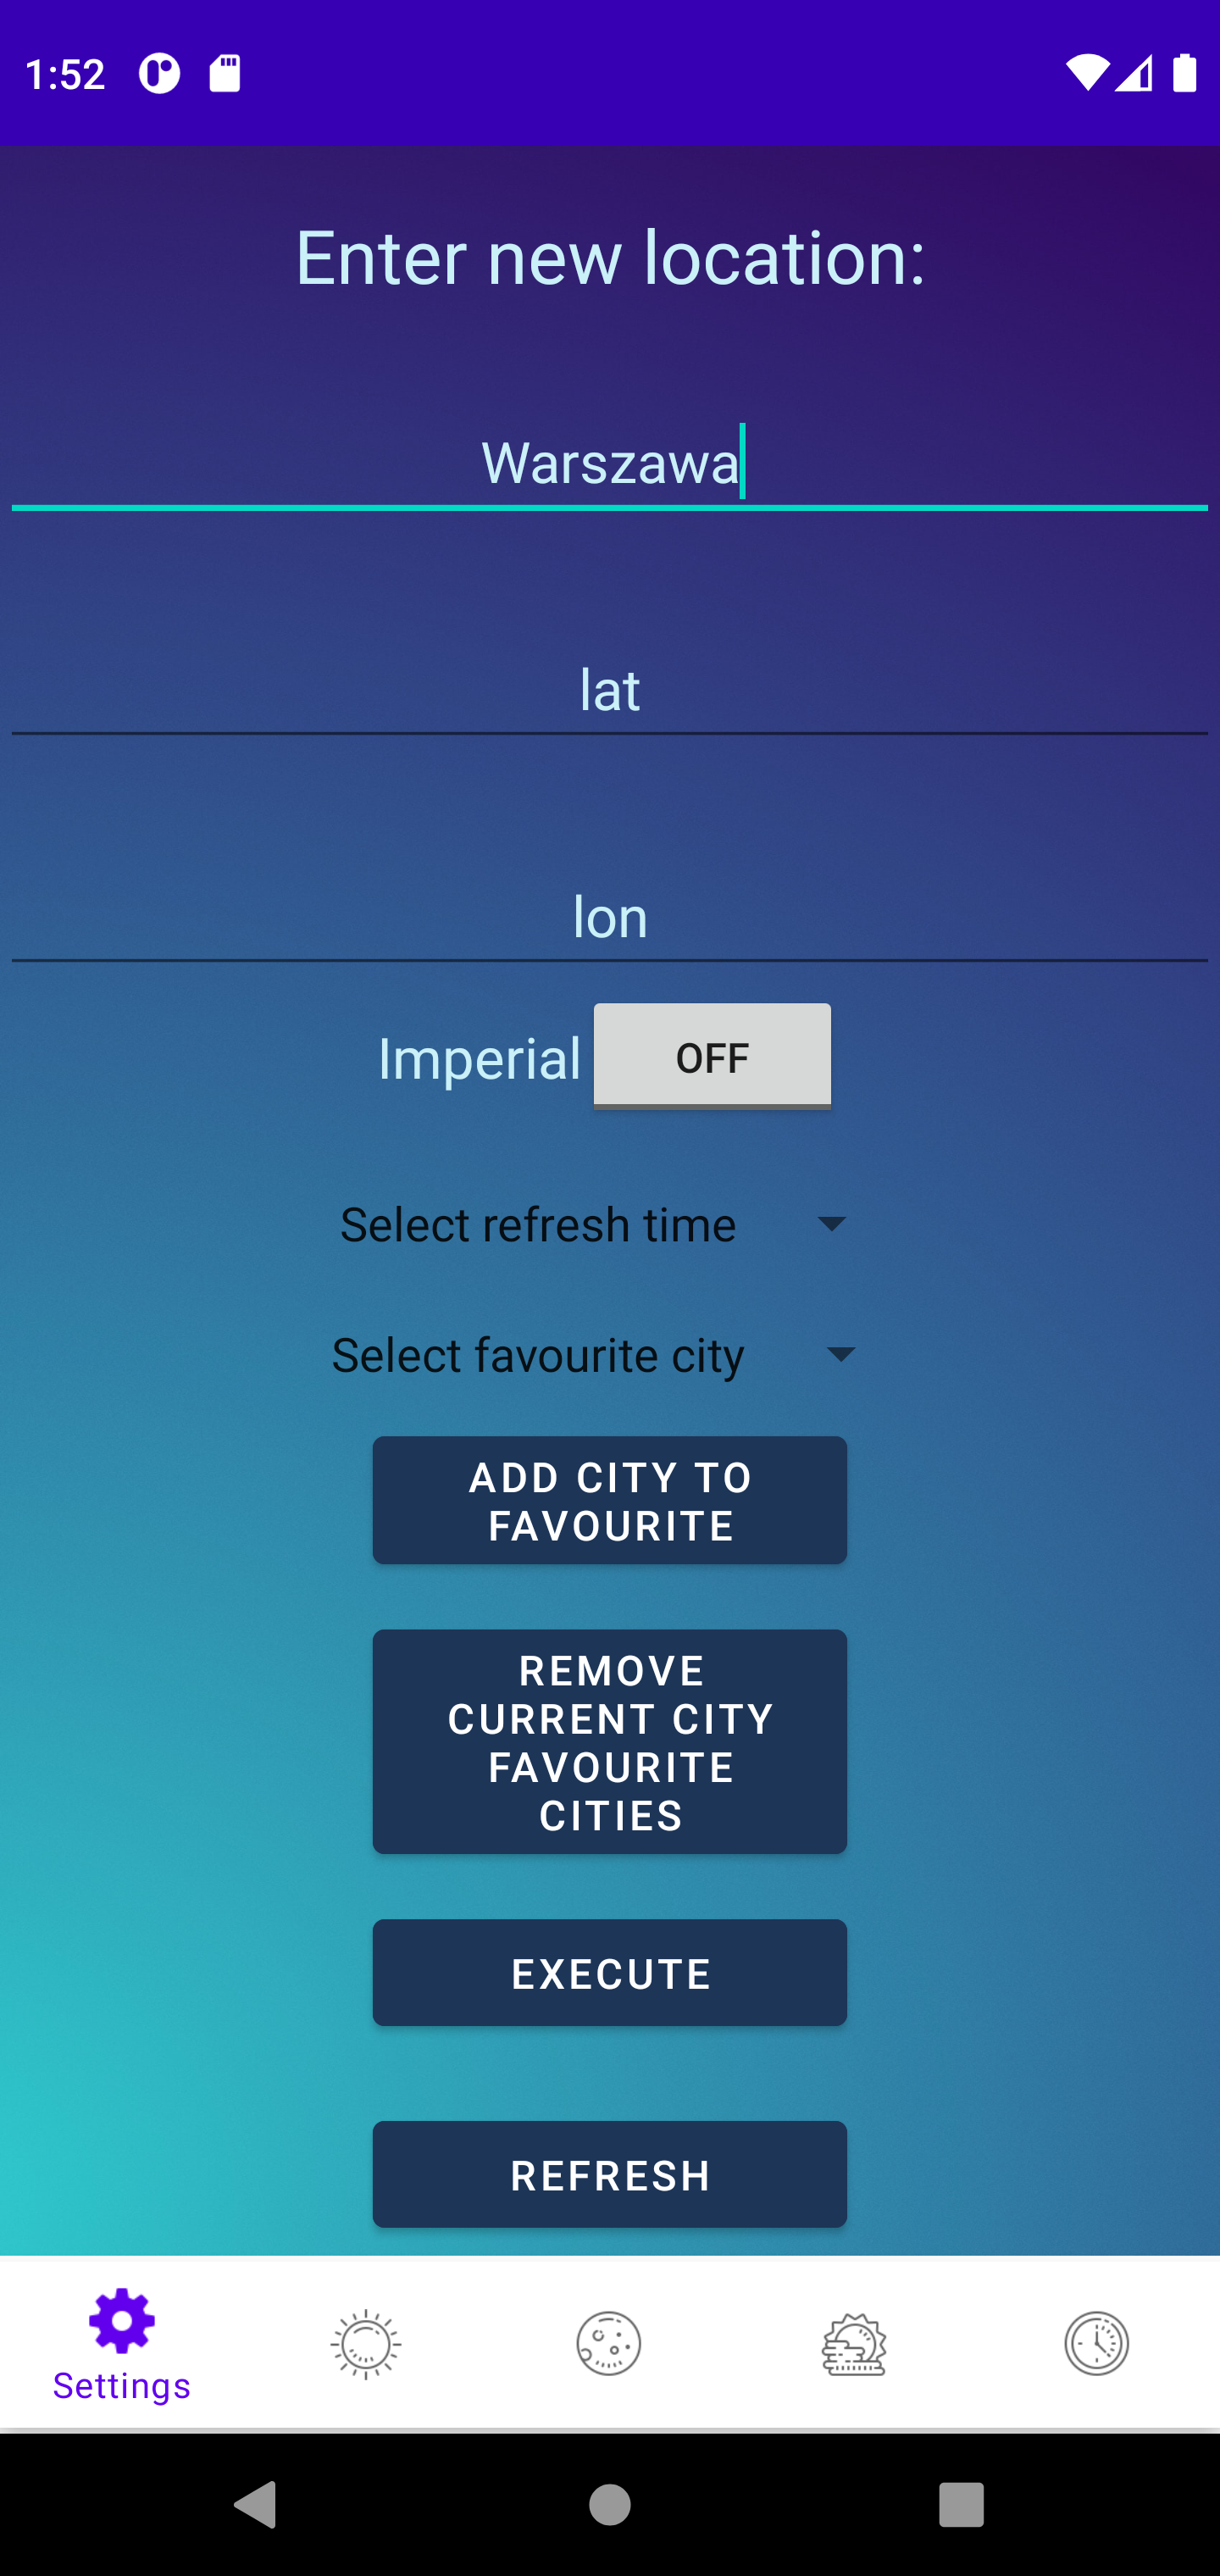 1:52
Enter new location:
Warszawa
lat
lon
Imperial OFF
Select refresh time
Select favourite city
ADD CITY TO
FAVOURITE
REMOVE
CURRENT CITY
FAVOURITE
CITIES
EXECUTE
REFRESH
Settings